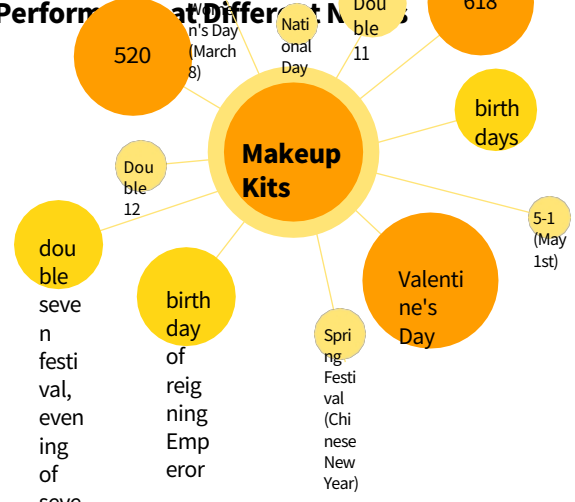 at Different
520
n's Day
(March
8)
Nati
onal
Day
Dou
ble
11
618
birth
days
Makeup
Kits
Dou
ble
12
5-1
(May
1st)
dou
ble
seve
n
festi
val,
even
ing
of
seve
birth
day
of
reig
ning
Emp
eror
Spri
ng
Festi
val
(Chi
nese
New
Year)
Valenti
ne's
Day